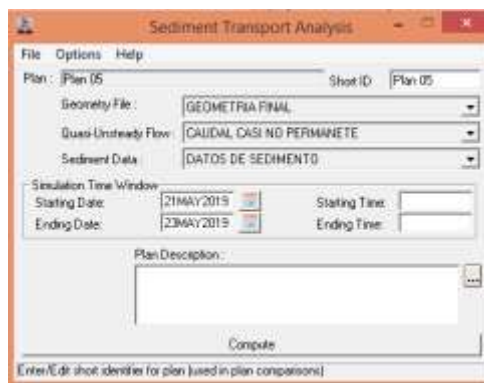 Sediment Transport Analysis
File Options Help
Plan : Plan 05 Short ID Plan 05
Geometry File : GEOMETRIA FINAL
Quasi-Unsteady Flow CAUDAL CASI NO PERMANETE
Sediment Data : DATOS DE SEDIMENTO
Simulation Time Window
Starting Date: 21MAY2019 Starting Time:
Ending Date: 23MAY2019 Ending Time:
Plan Description :
...
Compute
Enter/Edit short identifier for plan (used in plan comparisons)